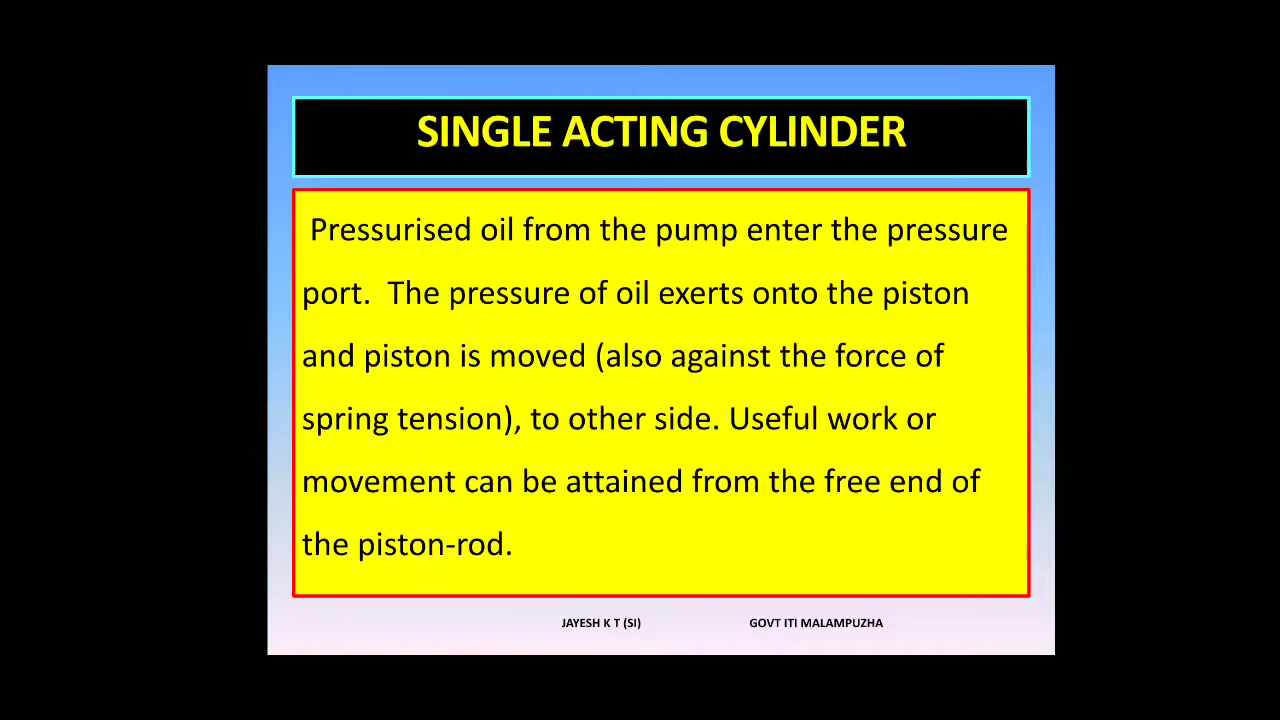 SINGLE ACTING CYLINDER
Pressurised oil from the pump enter the pressure
port. The pressure of oil exerts onto the piston
and piston is moved (also against the force of
spring tension), to other side. Useful work or
movement can be attained from the free end of
the piston-rod.
JAYESH K T (SI) GOVT ITI MALAMPUZHA